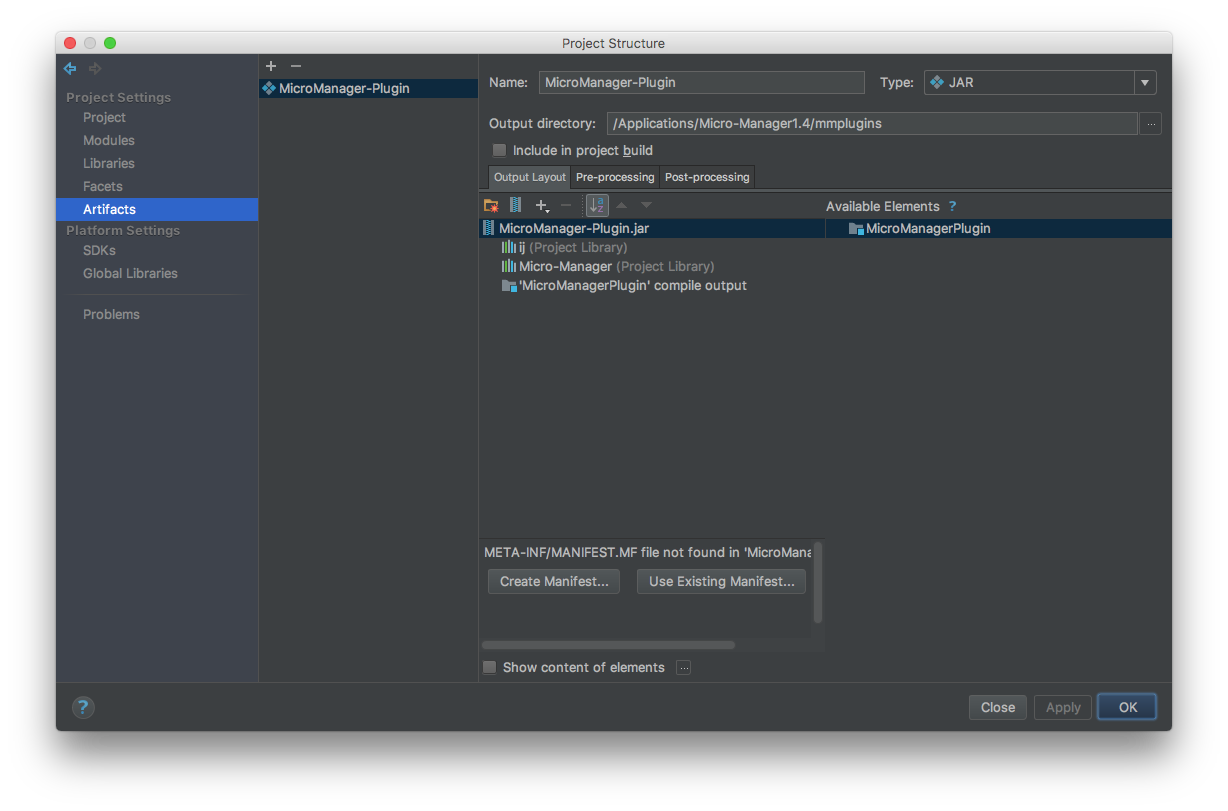 Project Structure
Project Settings
Project
Modules
Libraries
Facets
Artifacts
Platform Settings
SDKs
Global Libraries
Problems
MicroManager-Plugin
Name: MicroManager-Plugin Type: JAR
Output directory: /Applications/Micro-Manager1.4/mmplugins ...
Include in project build
Output Layout Pre-processing Post-processing
Available Elements ?
MicroManager-Plugin.jar
MicroManagerPlugin
ij (Project Library)
Micro-Manager (Project Library)
'MicroManagerPlugin' compile output
META-INF/MANIFEST.MF file not found in 'MicroMana
Create Manifest... Use Existing Manifest...
Show content of elements ...
? Close Apply OK